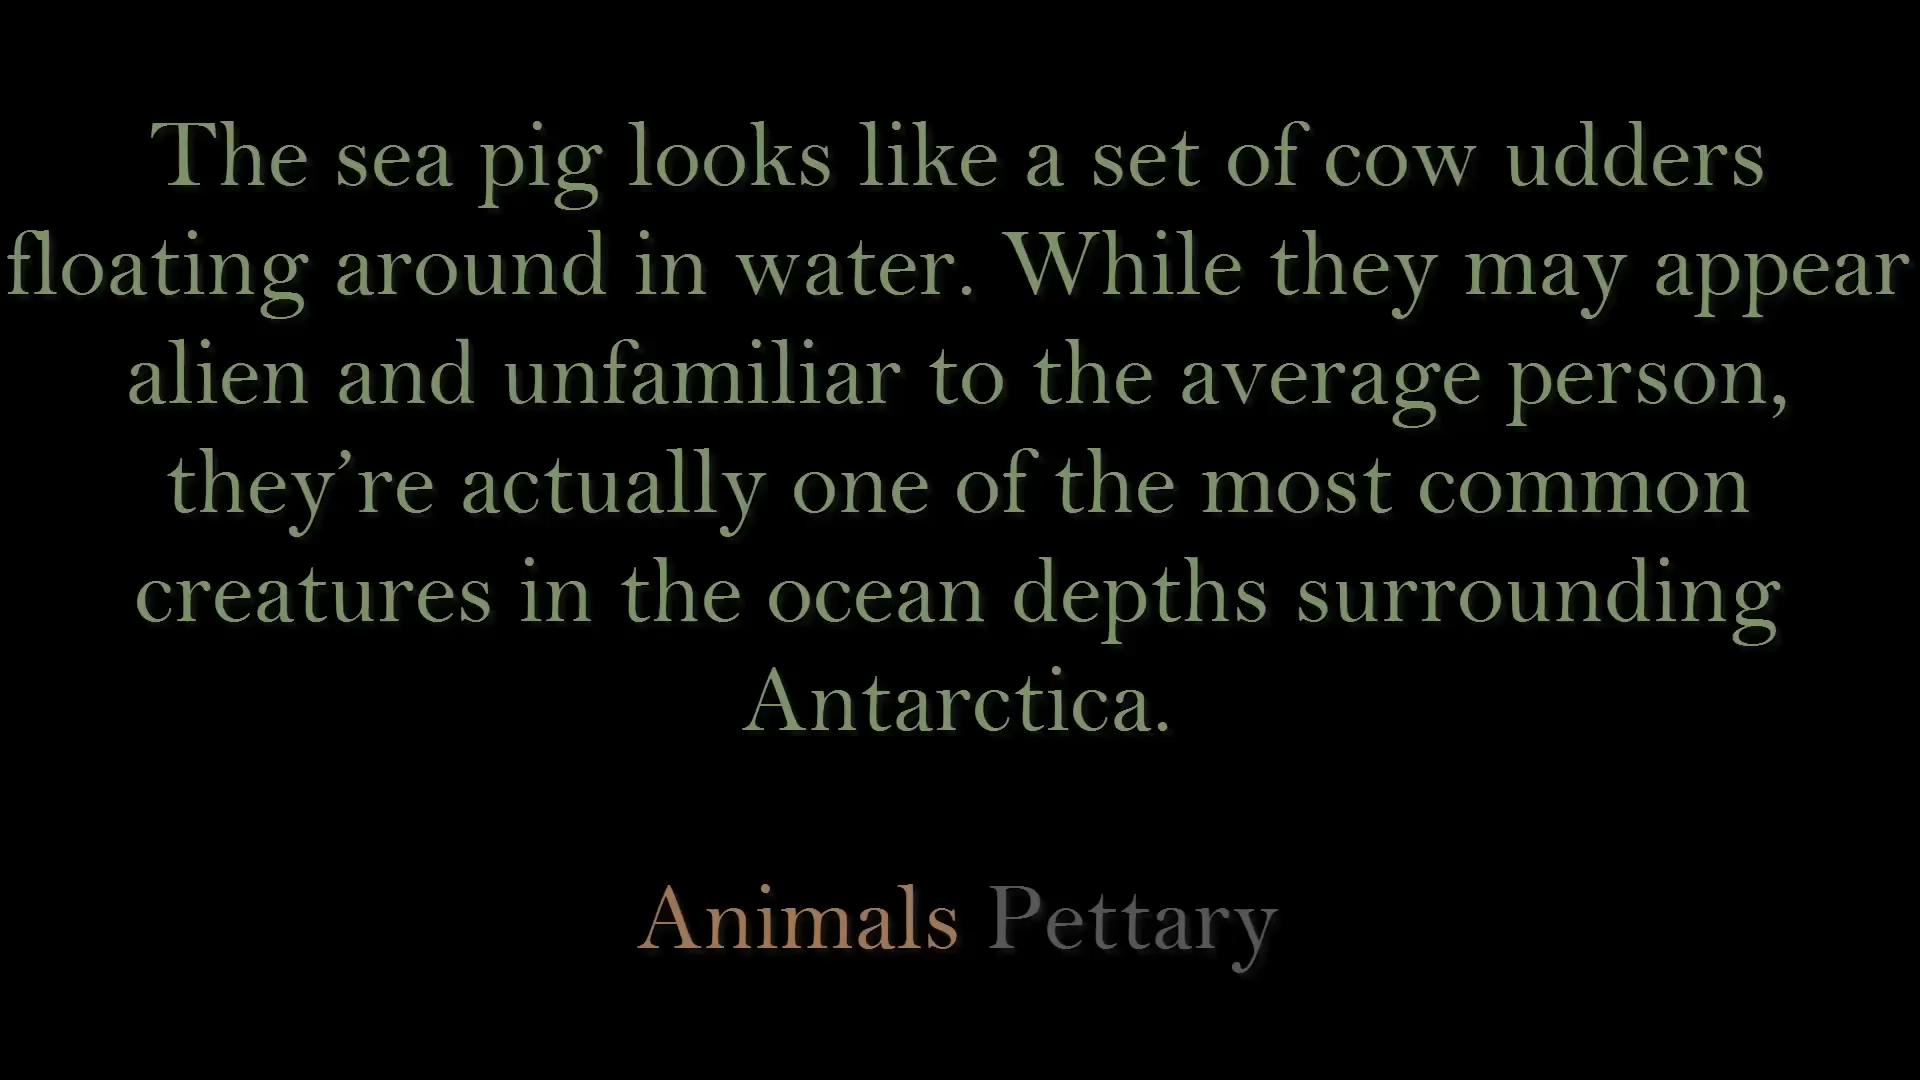 The sea pig looks like a set of cow udders
floating around in water. While they may appear
alien and unfamiliar to the average person,
they’re actually one of the most common
creatures in the ocean depths surrounding
Antarctica.
Animals Pettary